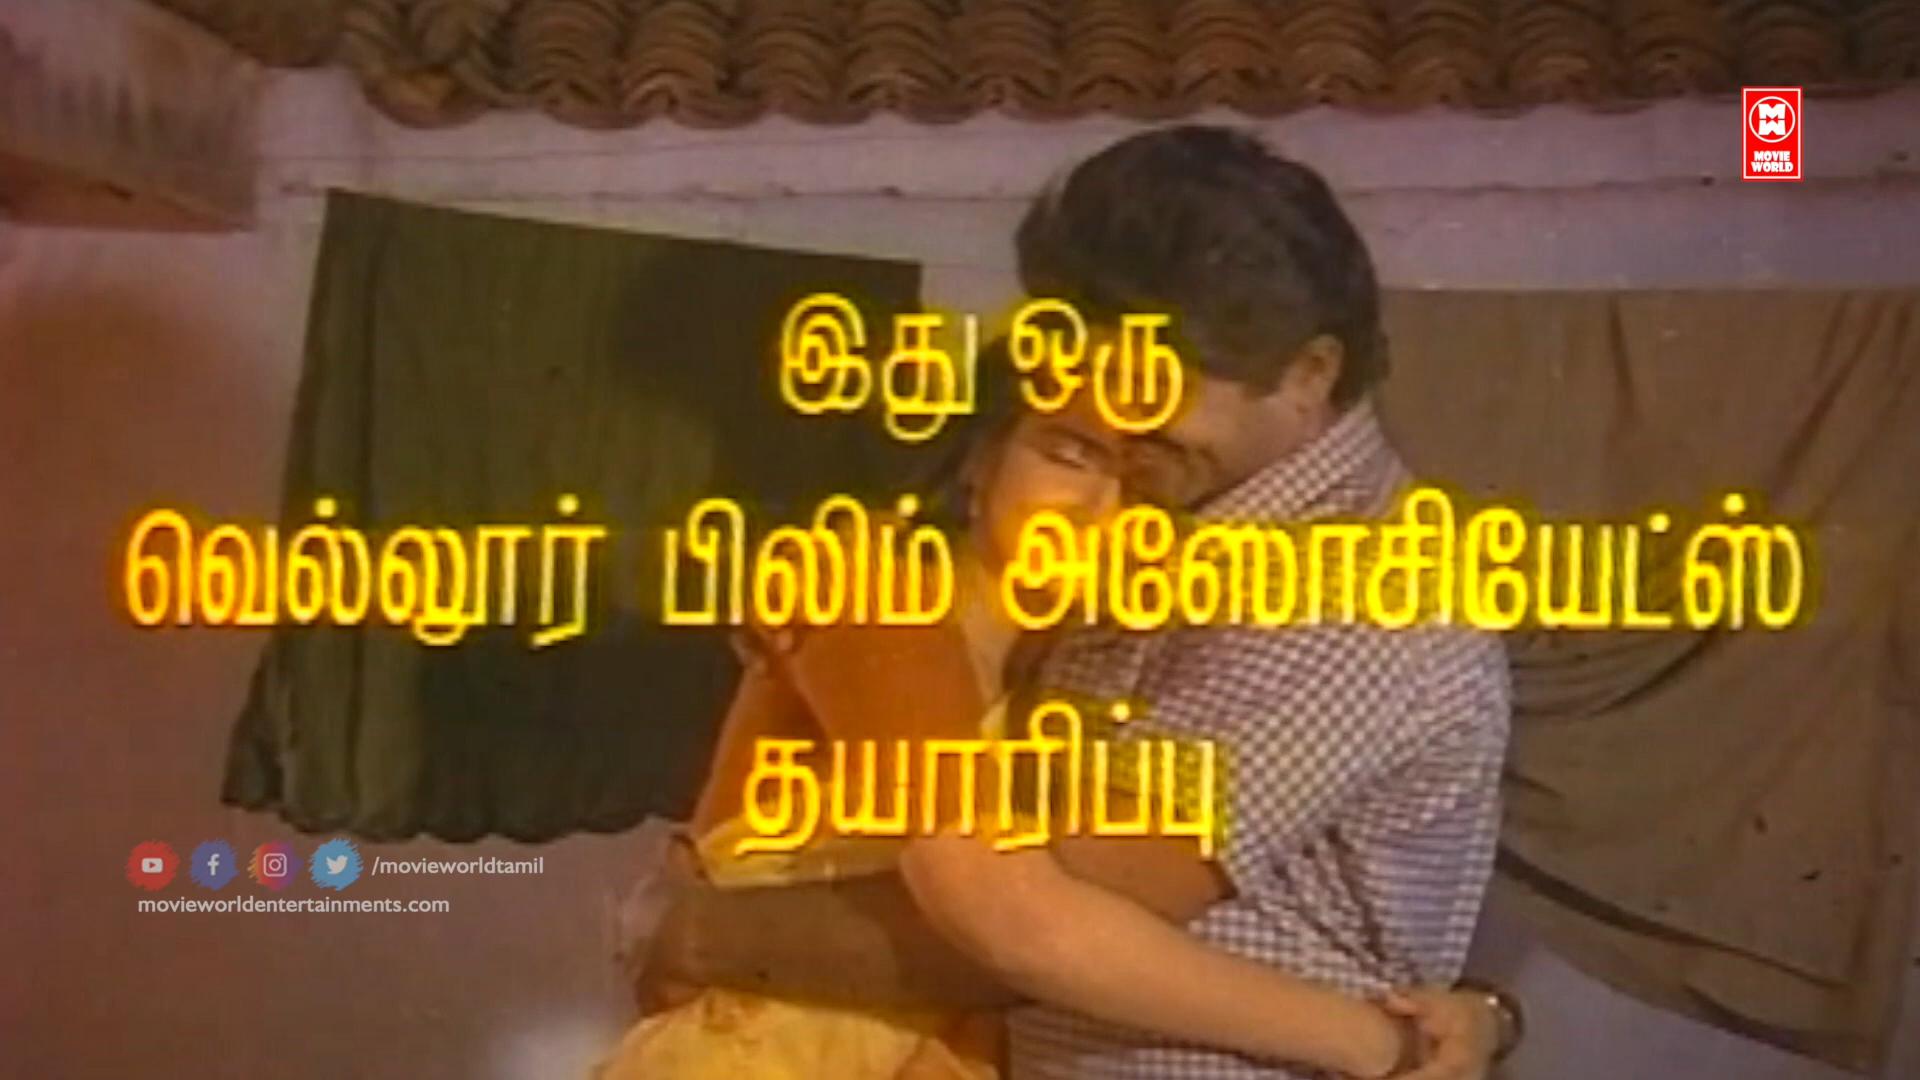 MOVIE
WORLD
இது ஒரு
வெல்லூர் பிலிம் அஸோசியேட்ஸ்
தயாரிப்பு
/movieworldtamil
movieworldentertainments.com